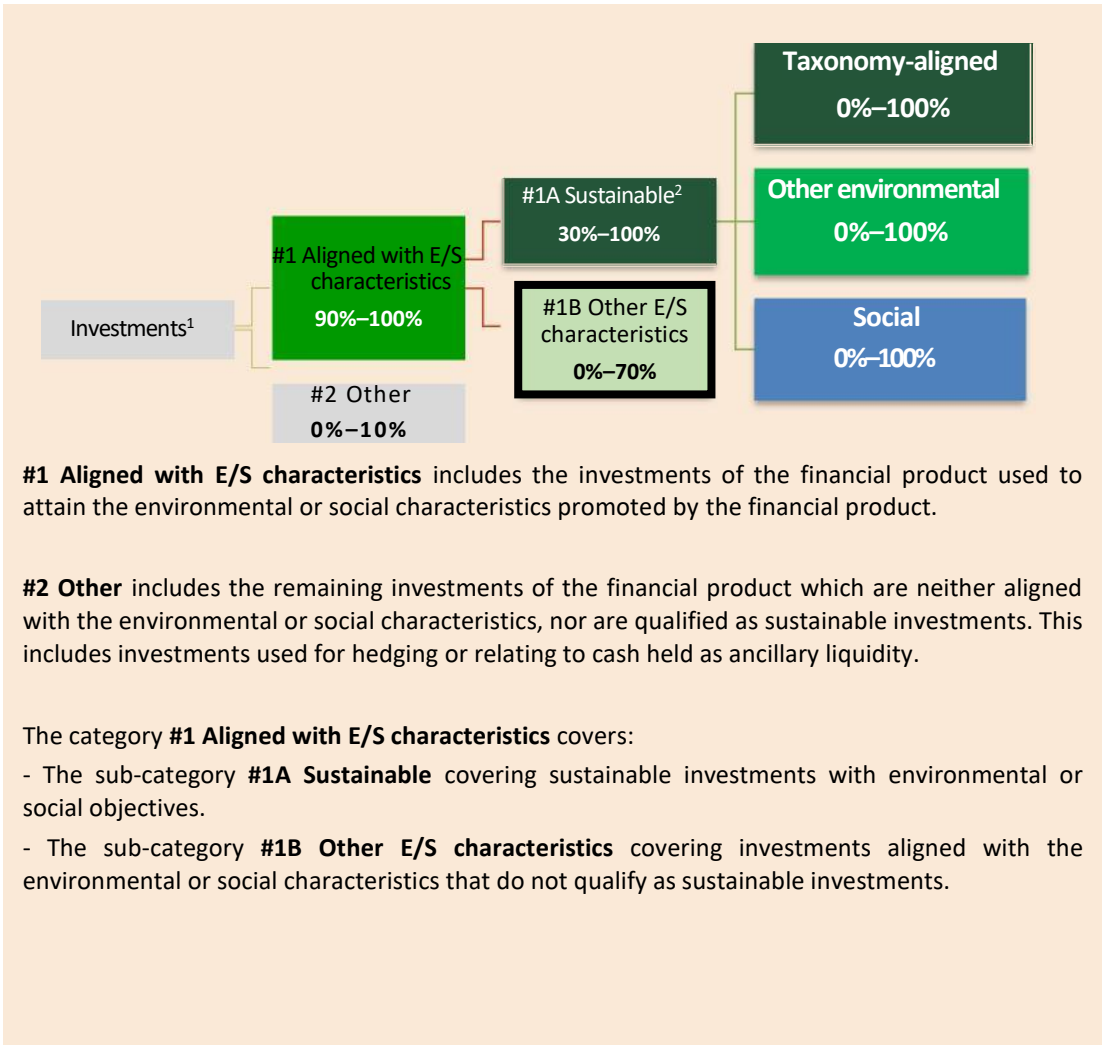 Taxonomy-aligned
0%–100%
Other environmental
0%–100%
Social
0%–100%
#1A Sustainable²
30%–100%
#1B Other E/S
characteristics
0%–70%
#1 Aligned with E/S
characteristics
90%–100%
Investments¹
#2 Other
0%–10%
#1 Aligned with E/S characteristics includes the investments of the financial product used to
attain the environmental or social characteristics promoted by the financial product.
#2 Other includes the remaining investments of the financial product which are neither aligned
with the environmental or social characteristics, nor are qualified as sustainable investments. This
includes investments used for hedging or relating to cash held as ancillary liquidity.
The category #1 Aligned with E/S characteristics covers:
- The sub-category #1A Sustainable covering sustainable investments with environmental or
social objectives.
- The sub-category #1B Other E/S characteristics covering investments aligned with the
environmental or social characteristics that do not qualify as sustainable investments.